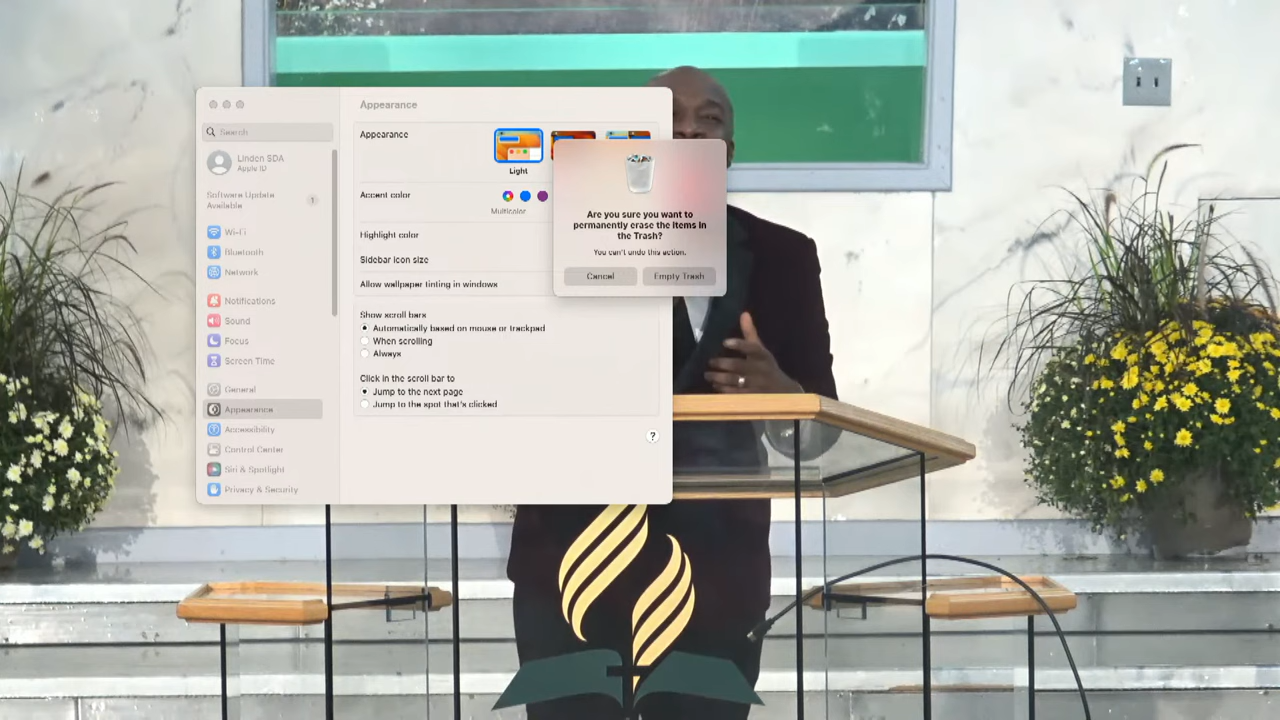 Appearance
Search
Linden SDA
Apple ID
Software Update
Available
1
Wi-Fi
Bluetooth
Network
Notifications
Sound
Focus
Screen Time
General
Appearance
Accessibility
Control Center
Siri & Spotlight
Privacy & Security
Appearance
Light
Accent color
Multicolor
Highlight color
Sidebar icon size
Allow wallpaper tinting in windows
Show scroll bars
Automatically based on mouse or trackpad
When scrolling
Always
Click in the scroll bar to
Jump to the next page
Jump to the spot that's clicked
?
Are you sure you want to
permanently erase the items in
the Trash?
You can't undo this action.
Cancel
Empty Trash